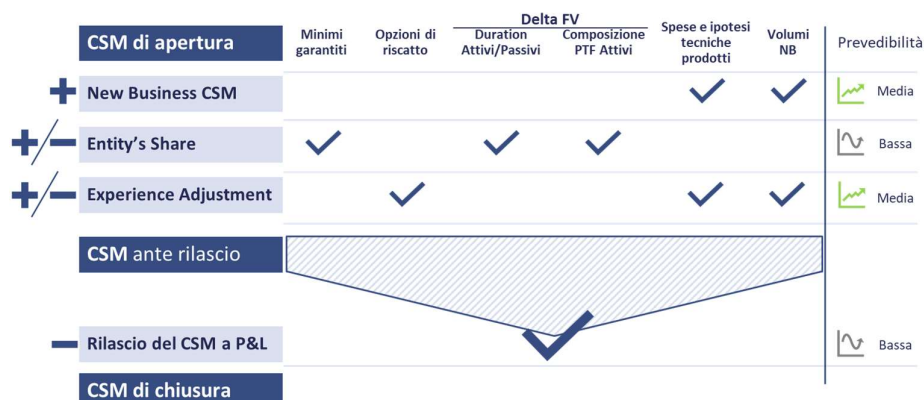 Delta FV
CSM di apertura
Minimi
garantiti
Opzioni di
riscatto
Duration
Attivi/Passivi
Composizione
PTF Attivi
Spese e ipotesi
tecniche
prodotti
Volumi
NB
Prevedibilità
New Business CSM
Media
Entity's Share
Bassa
Experience Adjustment
Media
CSM ante rilascio
Rilascio del CSM a P&L
Bassa
CSM di chiusura